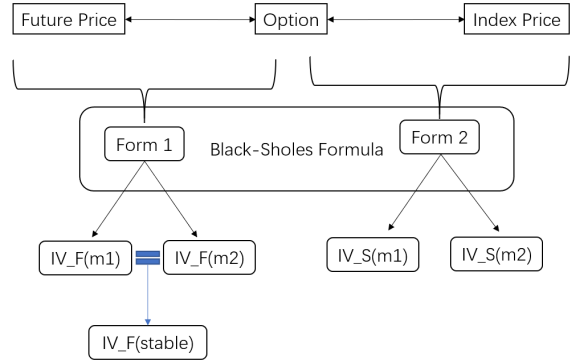 Future Price
Option
Index Price
Form 1
Black-Sholes Formula
Form 2
IV_F(m1)
IV_F(m2)
IV_S(m1)
IV_S(m2)
IV_F(stable)